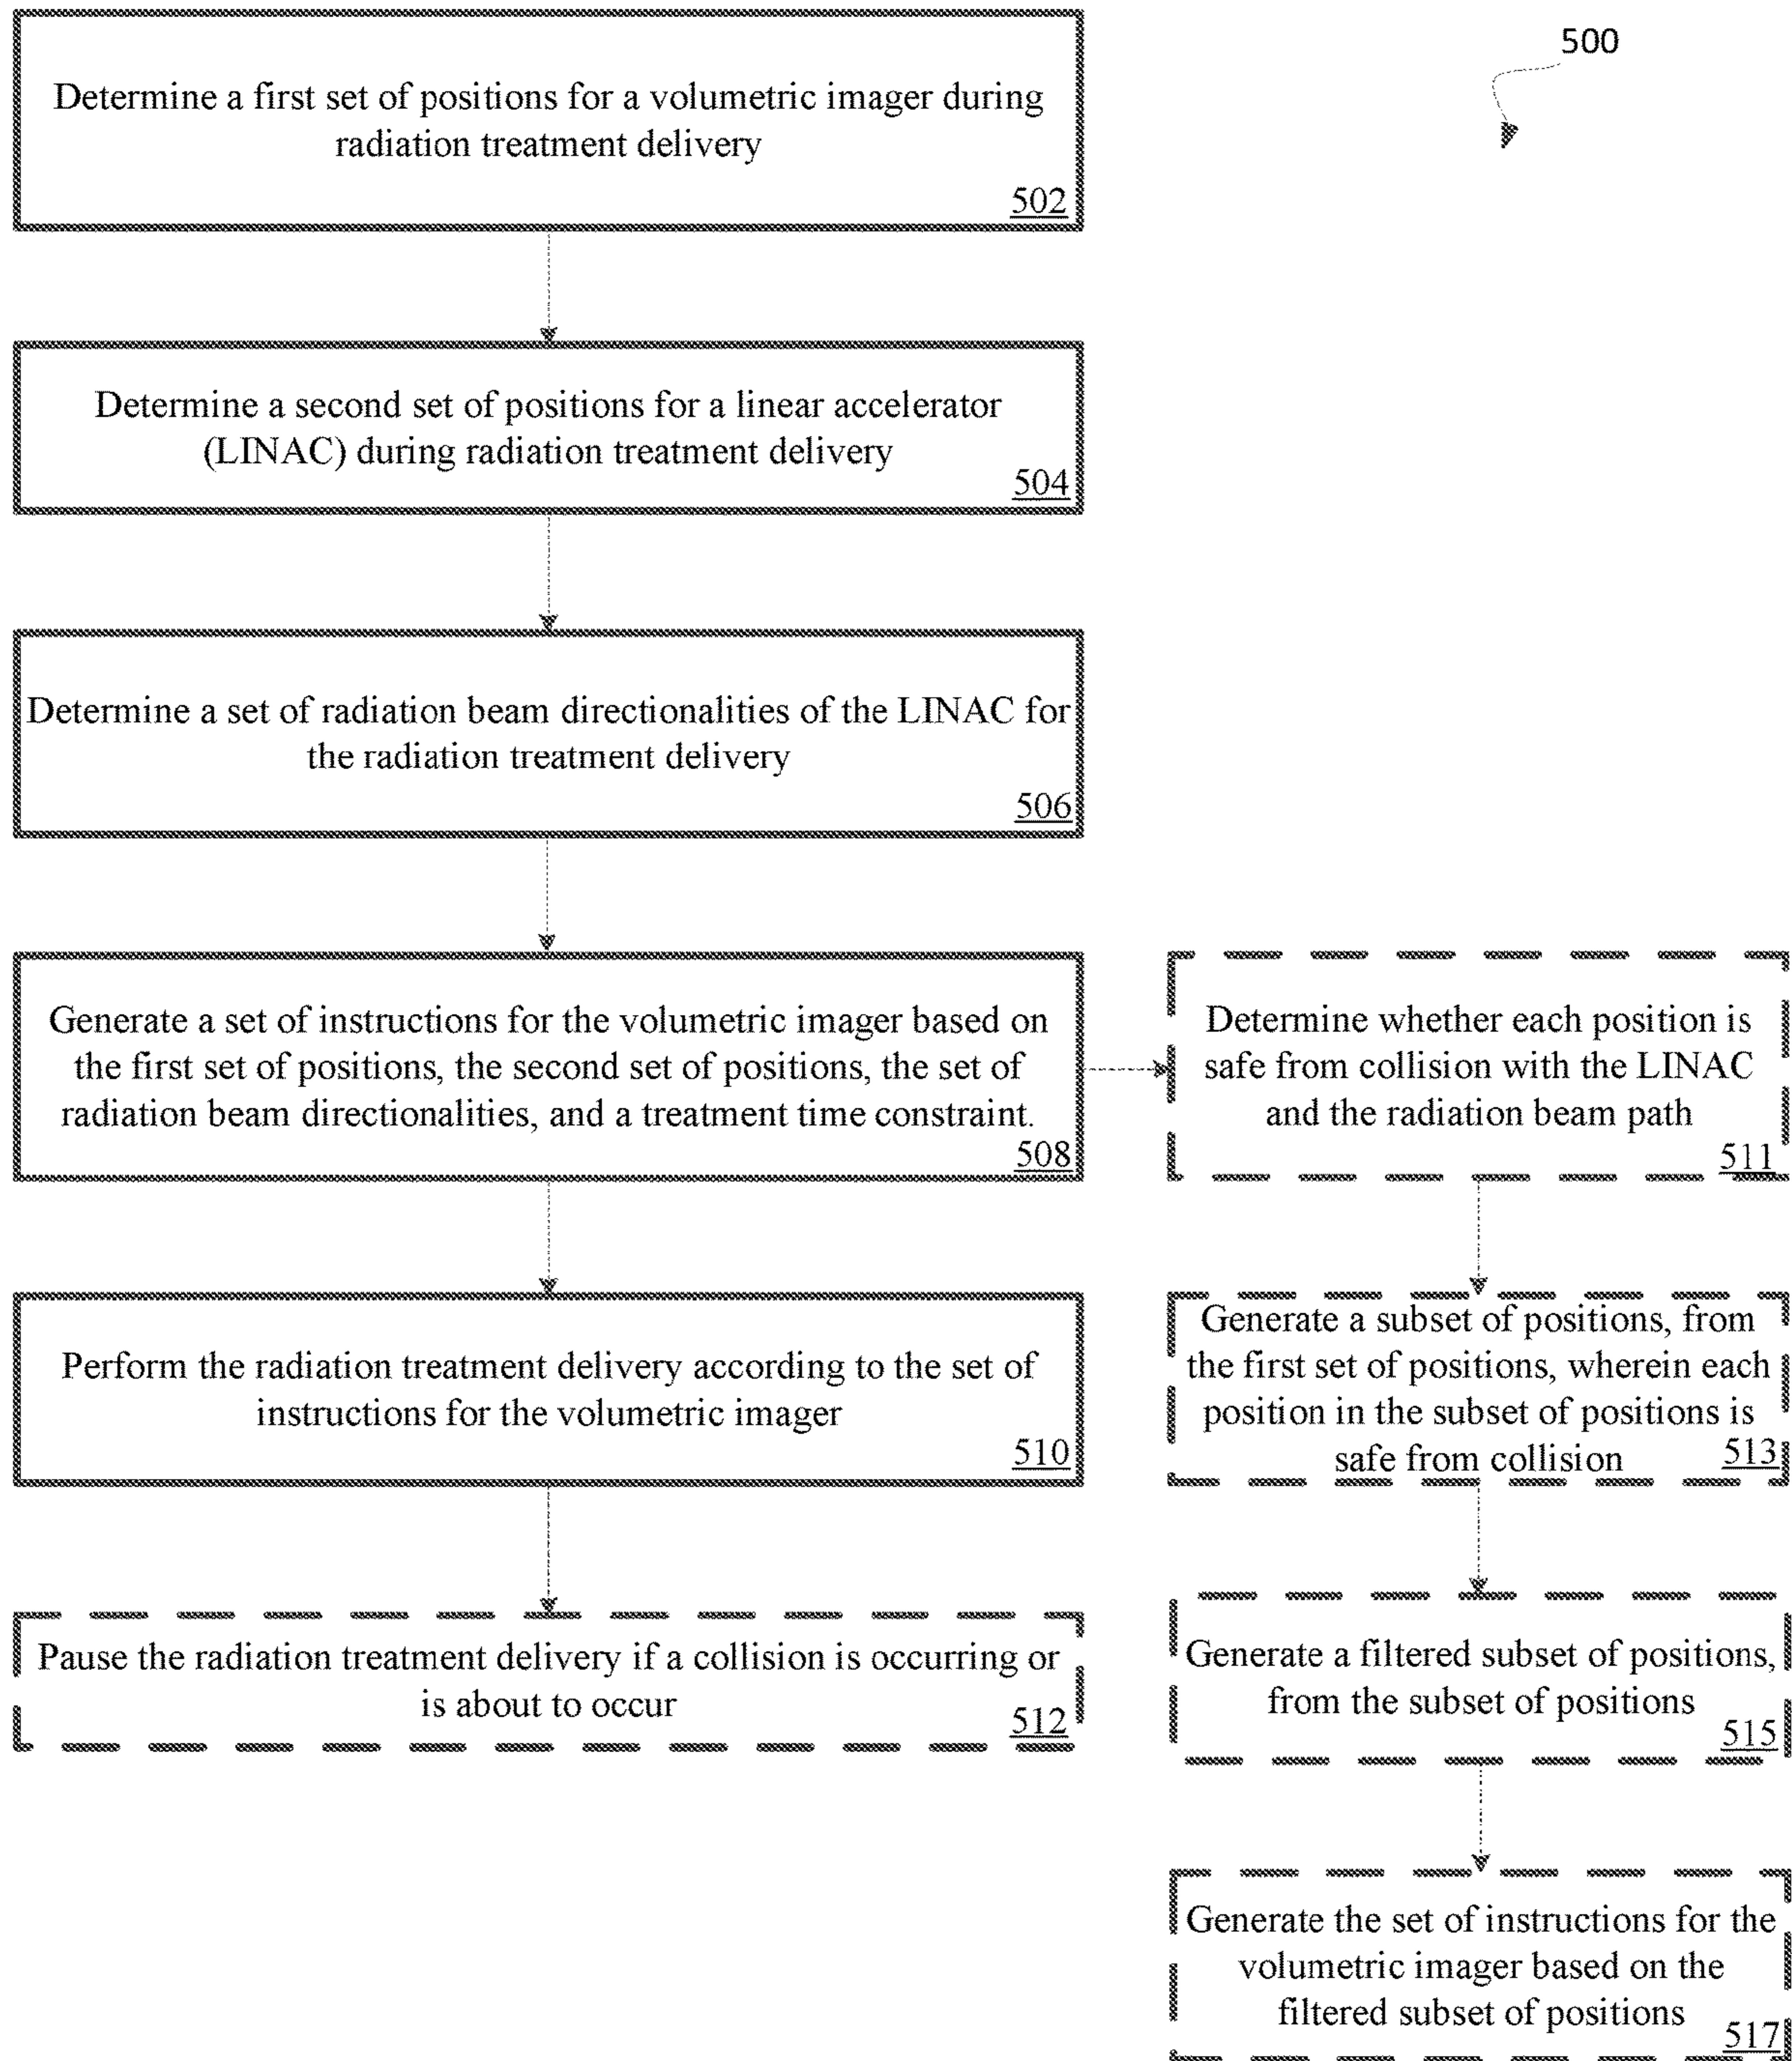 500
Determine a first set of positions for a volumetric imager during
radiation treatment delivery
502
Determine a second set of positions for a linear accelerator
(LINAC) during radiation treatment delivery
504
Determine a set of radiation beam directionalities of the LINAC for
the radiation treatment delivery
506
Generate a set of instructions for the volumetric imager based on
the first set of positions, the second set of positions, the set of
radiation beam directionalities, and a treatment time constraint.
508
Perform the radiation treatment delivery according to the set of
instructions for the volumetric imager
510
Pause the radiation treatment delivery if a collision is occurring or
is about to occur
512
Determine whether each position is
safe from collision with the LINAC
and the radiation beam path
511
Generate a subset of positions, from
the first set of positions, wherein each
position in the subset of positions is
safe from collision
513
Generate a filtered subset of positions,
from the subset of positions
515
Generate the set of instructions for the
volumetric imager based on the
filtered subset of positions
517